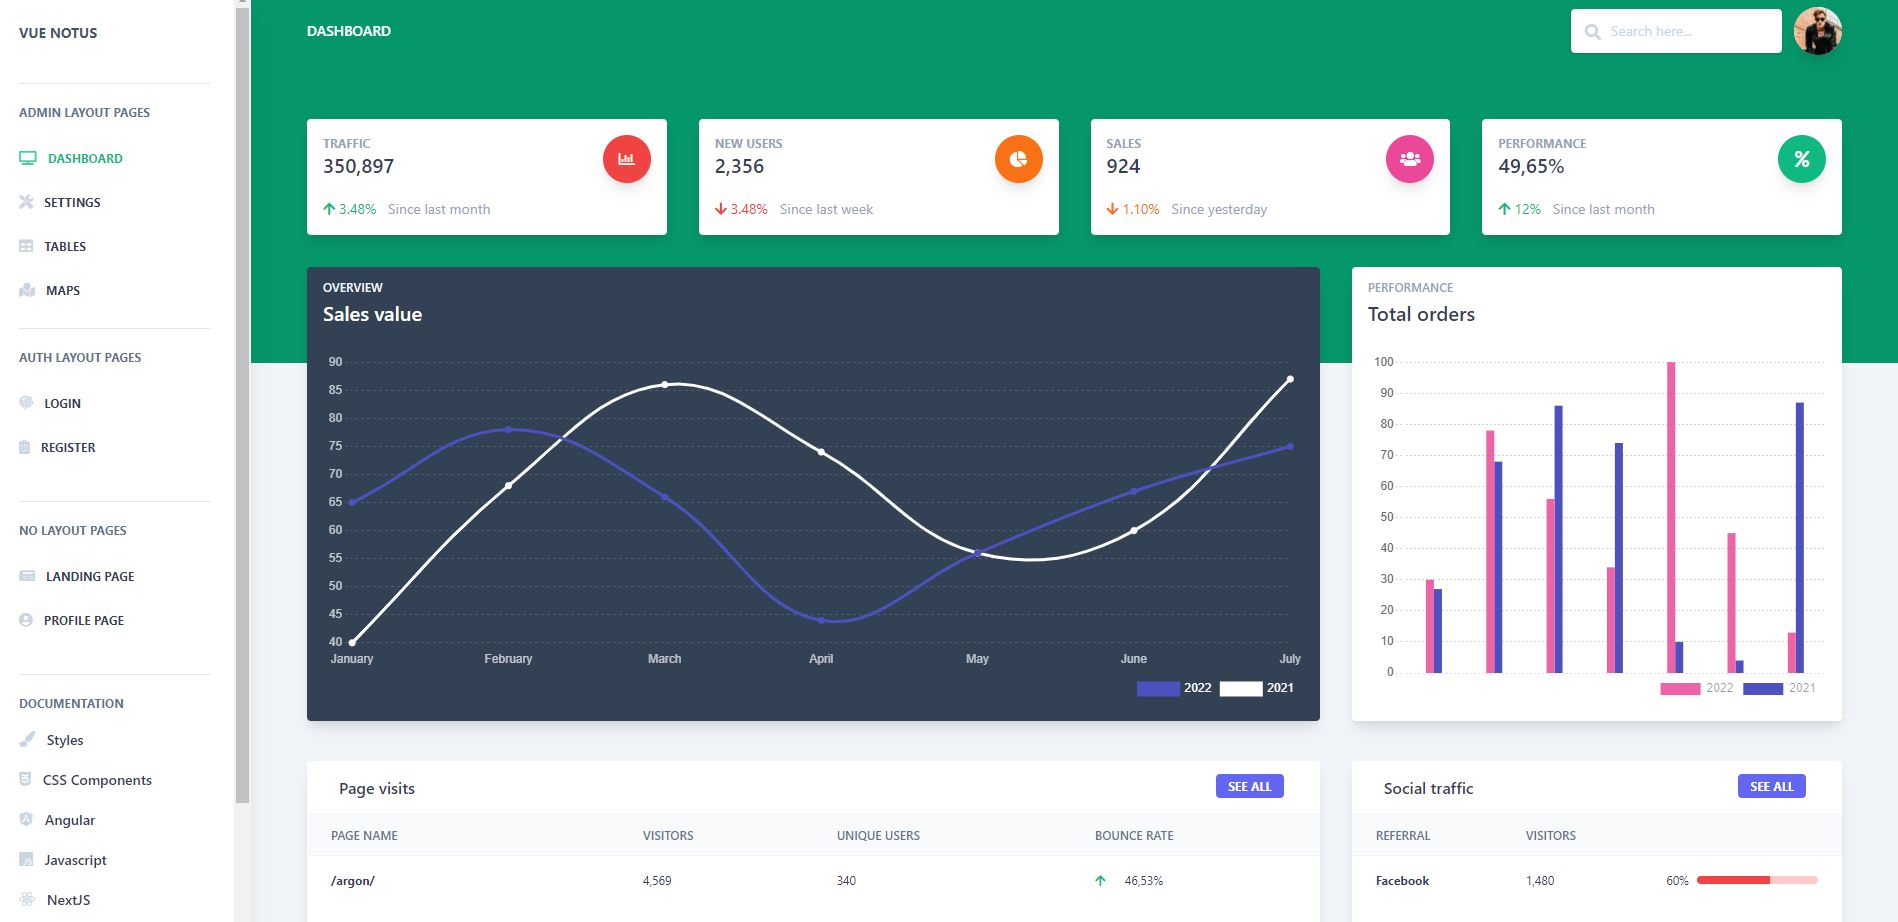 VUE NOTUS
ADMIN LAYOUT PAGES
DASHBOARD
SETTINGS
TABLES
MAPS
AUTH LAYOUT PAGES
LOGIN
REGISTER
NO LAYOUT PAGES
LANDING PAGE
PROFILE PAGE
DOCUMENTATION
Styles
CSS Components
Angular
Javascript
NextJS
DASHBOARD
Search here...
TRAFFIC
350,897
3.48% Since last month
NEW USERS
2,356
3.48% Since last week
SALES
924
1.10% Since yesterday
PERFORMANCE
49,65%
12% Since last month
OVERVIEW
Sales value
90
85
80
75
70
65
60
55
50
45
40
January February March April May June July
2022 2021
PERFORMANCE
Total orders
100
90
80
70
60
50
40
30
20
10
0
2022 2021
Page visits SEE ALL
PAGE NAME VISITORS UNIQUE USERS BOUNCE RATE
/argon/ 4,569 340 46,53%
Social traffic SEE ALL
REFERRAL VISITORS
Facebook 1,480 60%